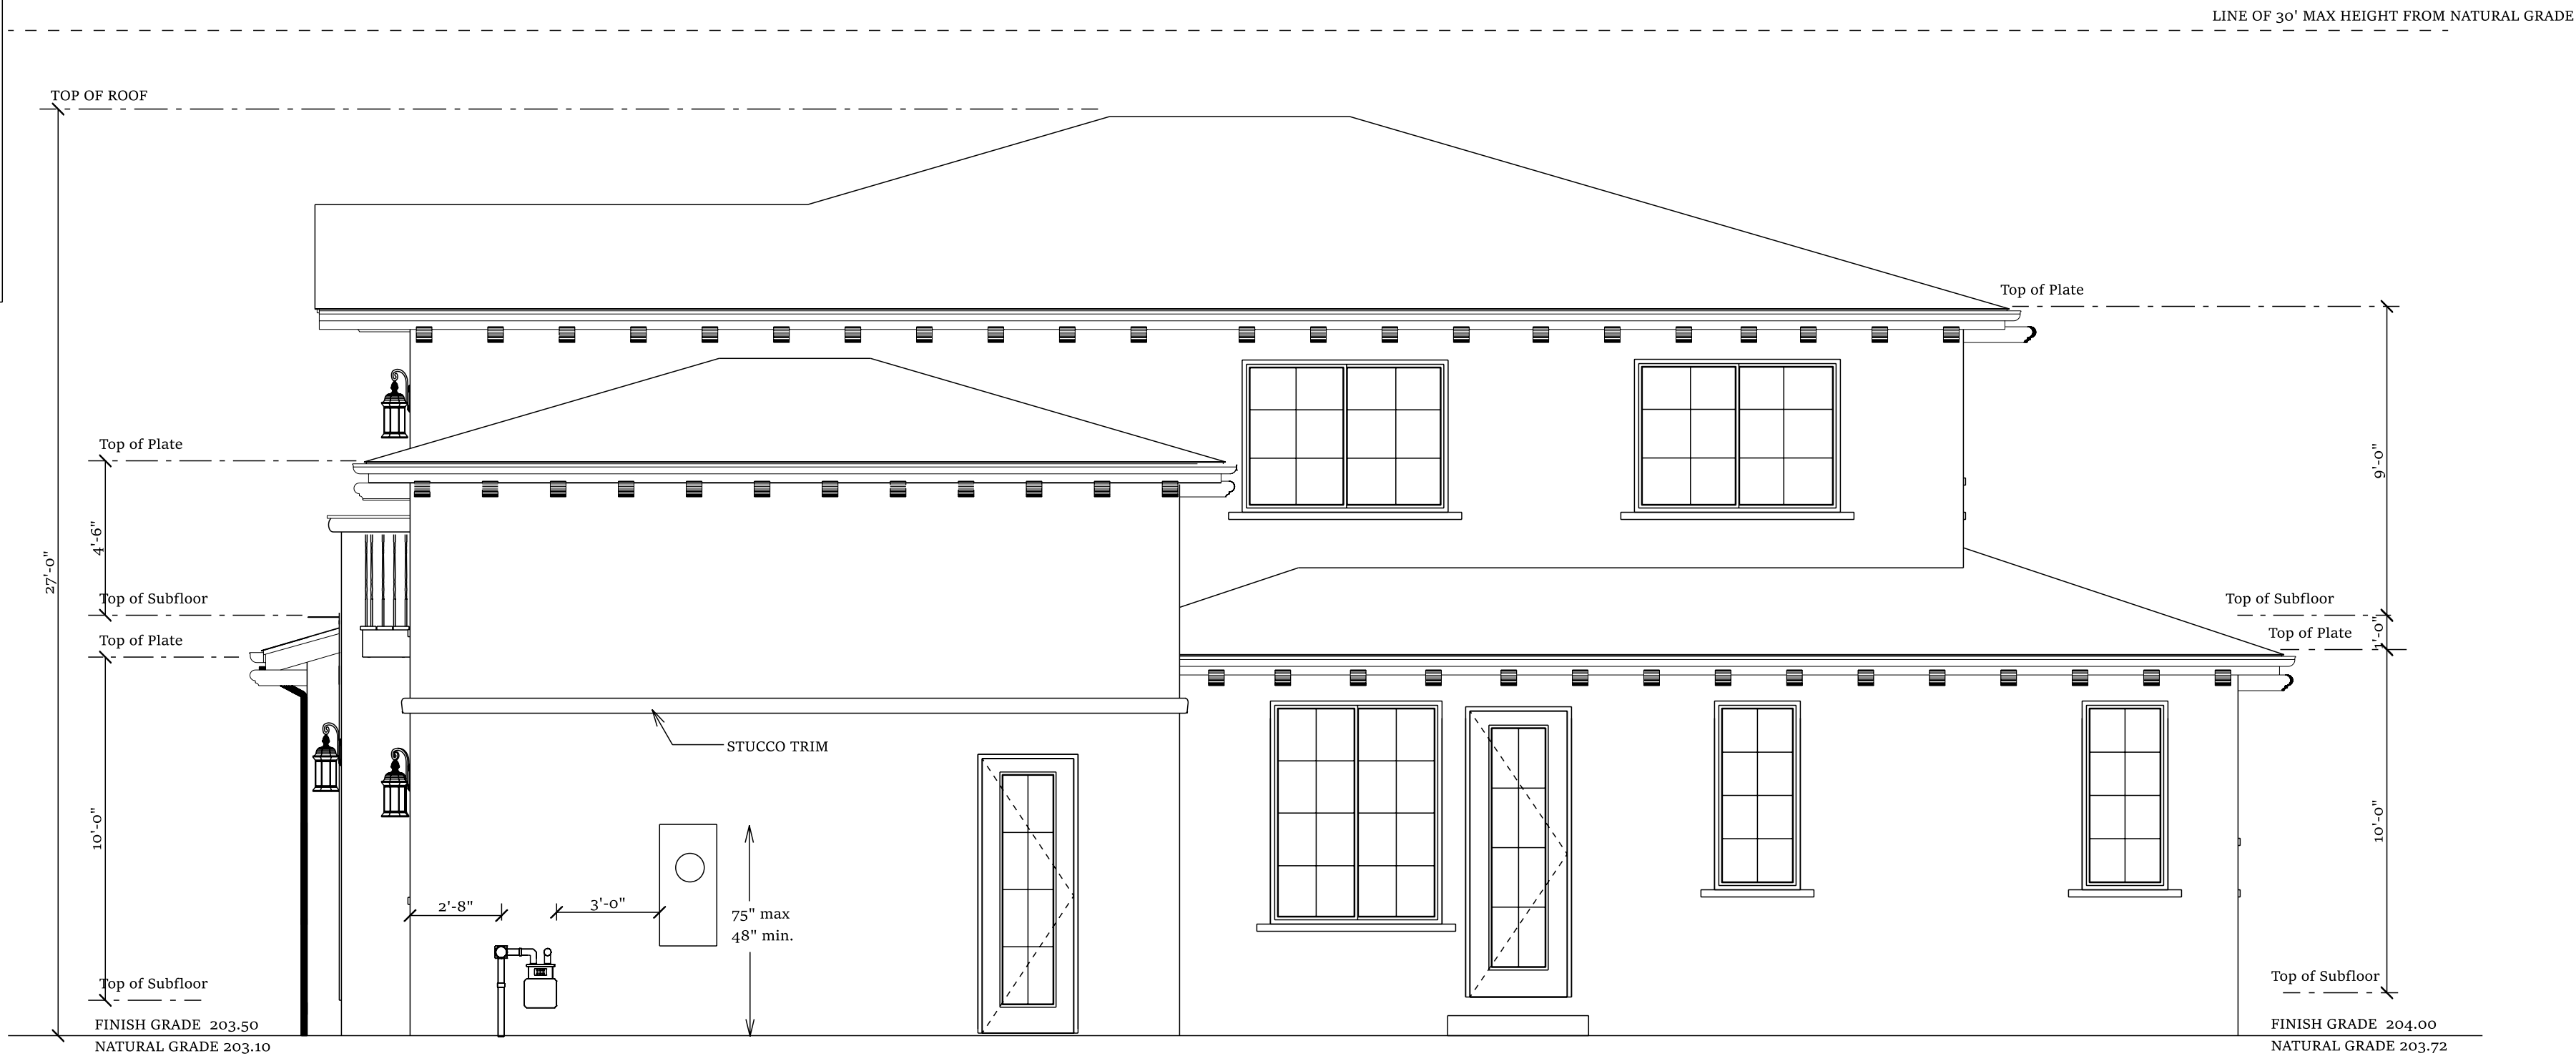 LINE OF 30' MAX HEIGHT FROM NATURAL GRADE
TOP OF ROOF
Top of Plate
Top of Plate
9'-0"
4'-6"
27'-0"
Top of Subfloor
Top of Subfloor
Top of Plate
1'-0"
Top of Plate
STUCCO TRIM
10'-0"
10'-0"
2'-8"
3'-0"
75" max
48" min.
Top of Subfloor
Top of Subfloor
FINISH GRADE 203.50
NATURAL GRADE 203.10
FINISH GRADE 204.00
NATURAL GRADE 203.72